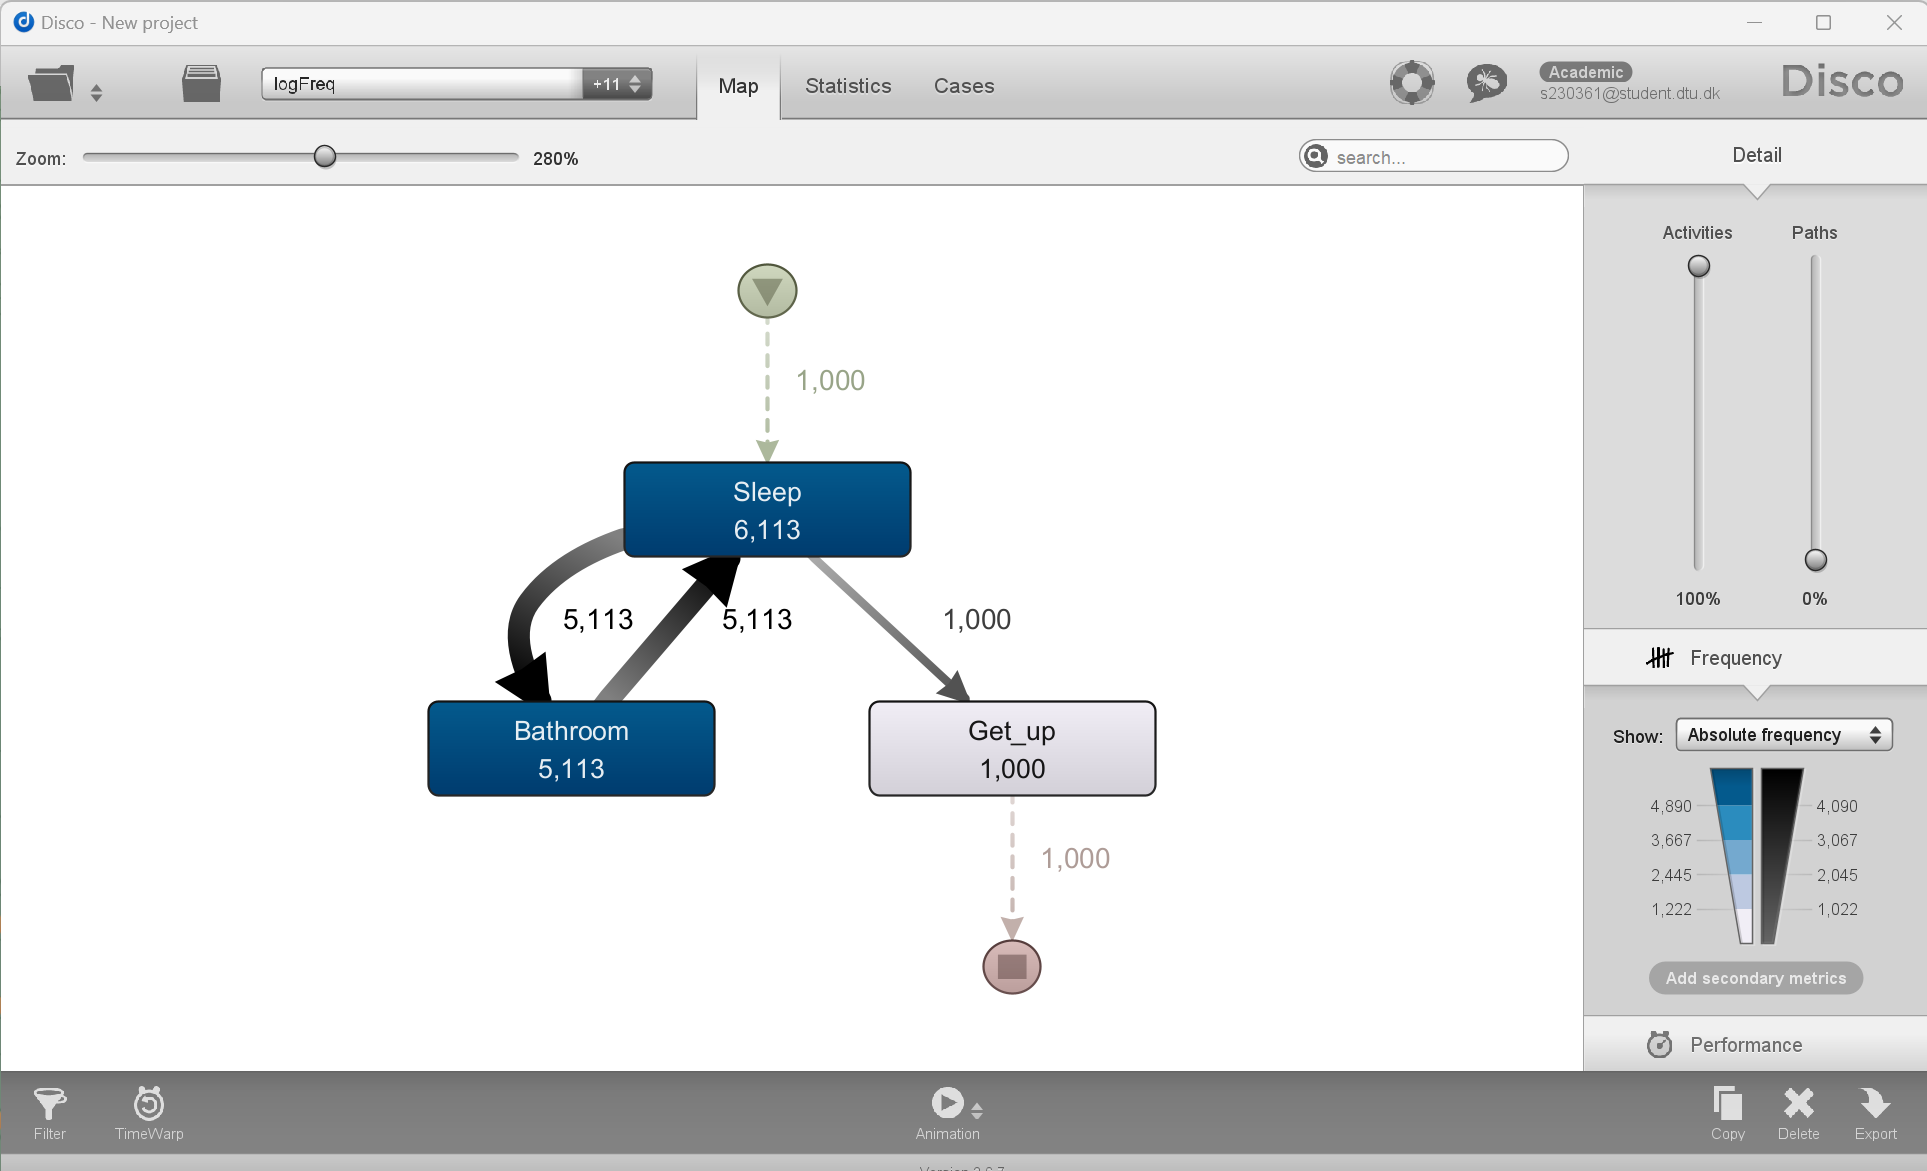 Disco - New project
logFreq
+11
Map
Statistics
Cases
Academic
s230361@student.dtu.dk
Disco
Zoom:
280%
search...
Detail
Activities
Paths
1,000
Sleep
6,113
5,113
5,113
1,000
Bathroom
5,113
Get_up
1,000
1,000
100%
0%
Frequency
Show:
Absolute frequency
4,890
4,090
3,667
3,067
2,445
2,045
1,222
1,022
Add secondary metrics
Performance
Filter
TimeWarp
Animation
Copy
Delete
Export